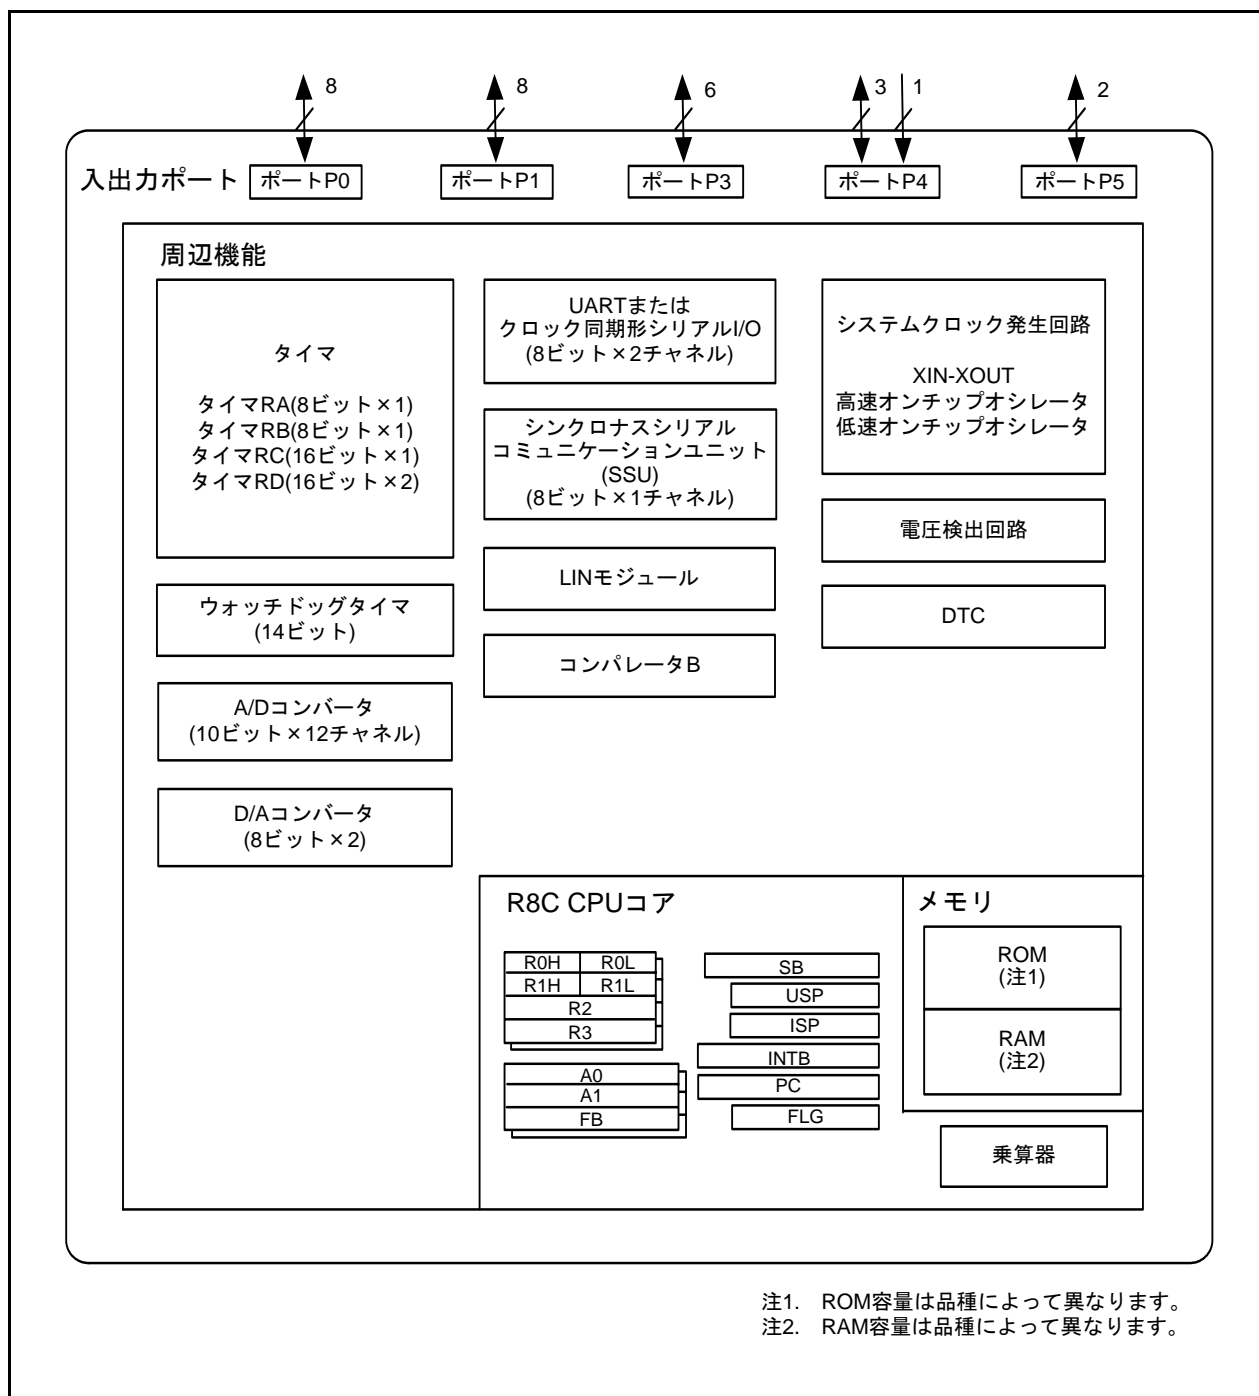 8
8
6
3
1
2
入出力ポート
ポートP0
ポートP1
ポートP3
ポートP4
ポートP5
周辺機能
タイマ
タイマRA(8ビット×1)
タイマRB(8ビット×1)
タイマRC(16ビット×1)
タイマRD(16ビット×2)
ウォッチドッグタイマ
(14ビット)
A/Dコンバータ
(10ビット×12チャネル)
D/Aコンバータ
(8ビット×2)
UARTまたは
クロック同期形シリアルI/O
(8ビット×2チャネル)
シンクロナスシリアル
コミュニケーションユニット
(SSU)
(8ビット×1チャネル)
LINモジュール
コンパレータB
システムクロック発生回路
XIN-XOUT
高速オンチップオシレータ
低速オンチップオシレータ
電圧検出回路
DTC
R8C CPUコア
R0H
R0L
R1H
R1L
R2
R3
A0
A1
FB
SB
USP
ISP
INTB
PC
FLG
メモリ
ROM
(注1)
RAM
(注2)
乗算器
注1. ROM容量は品種によって異なります。
注2. RAM容量は品種によって異なります。